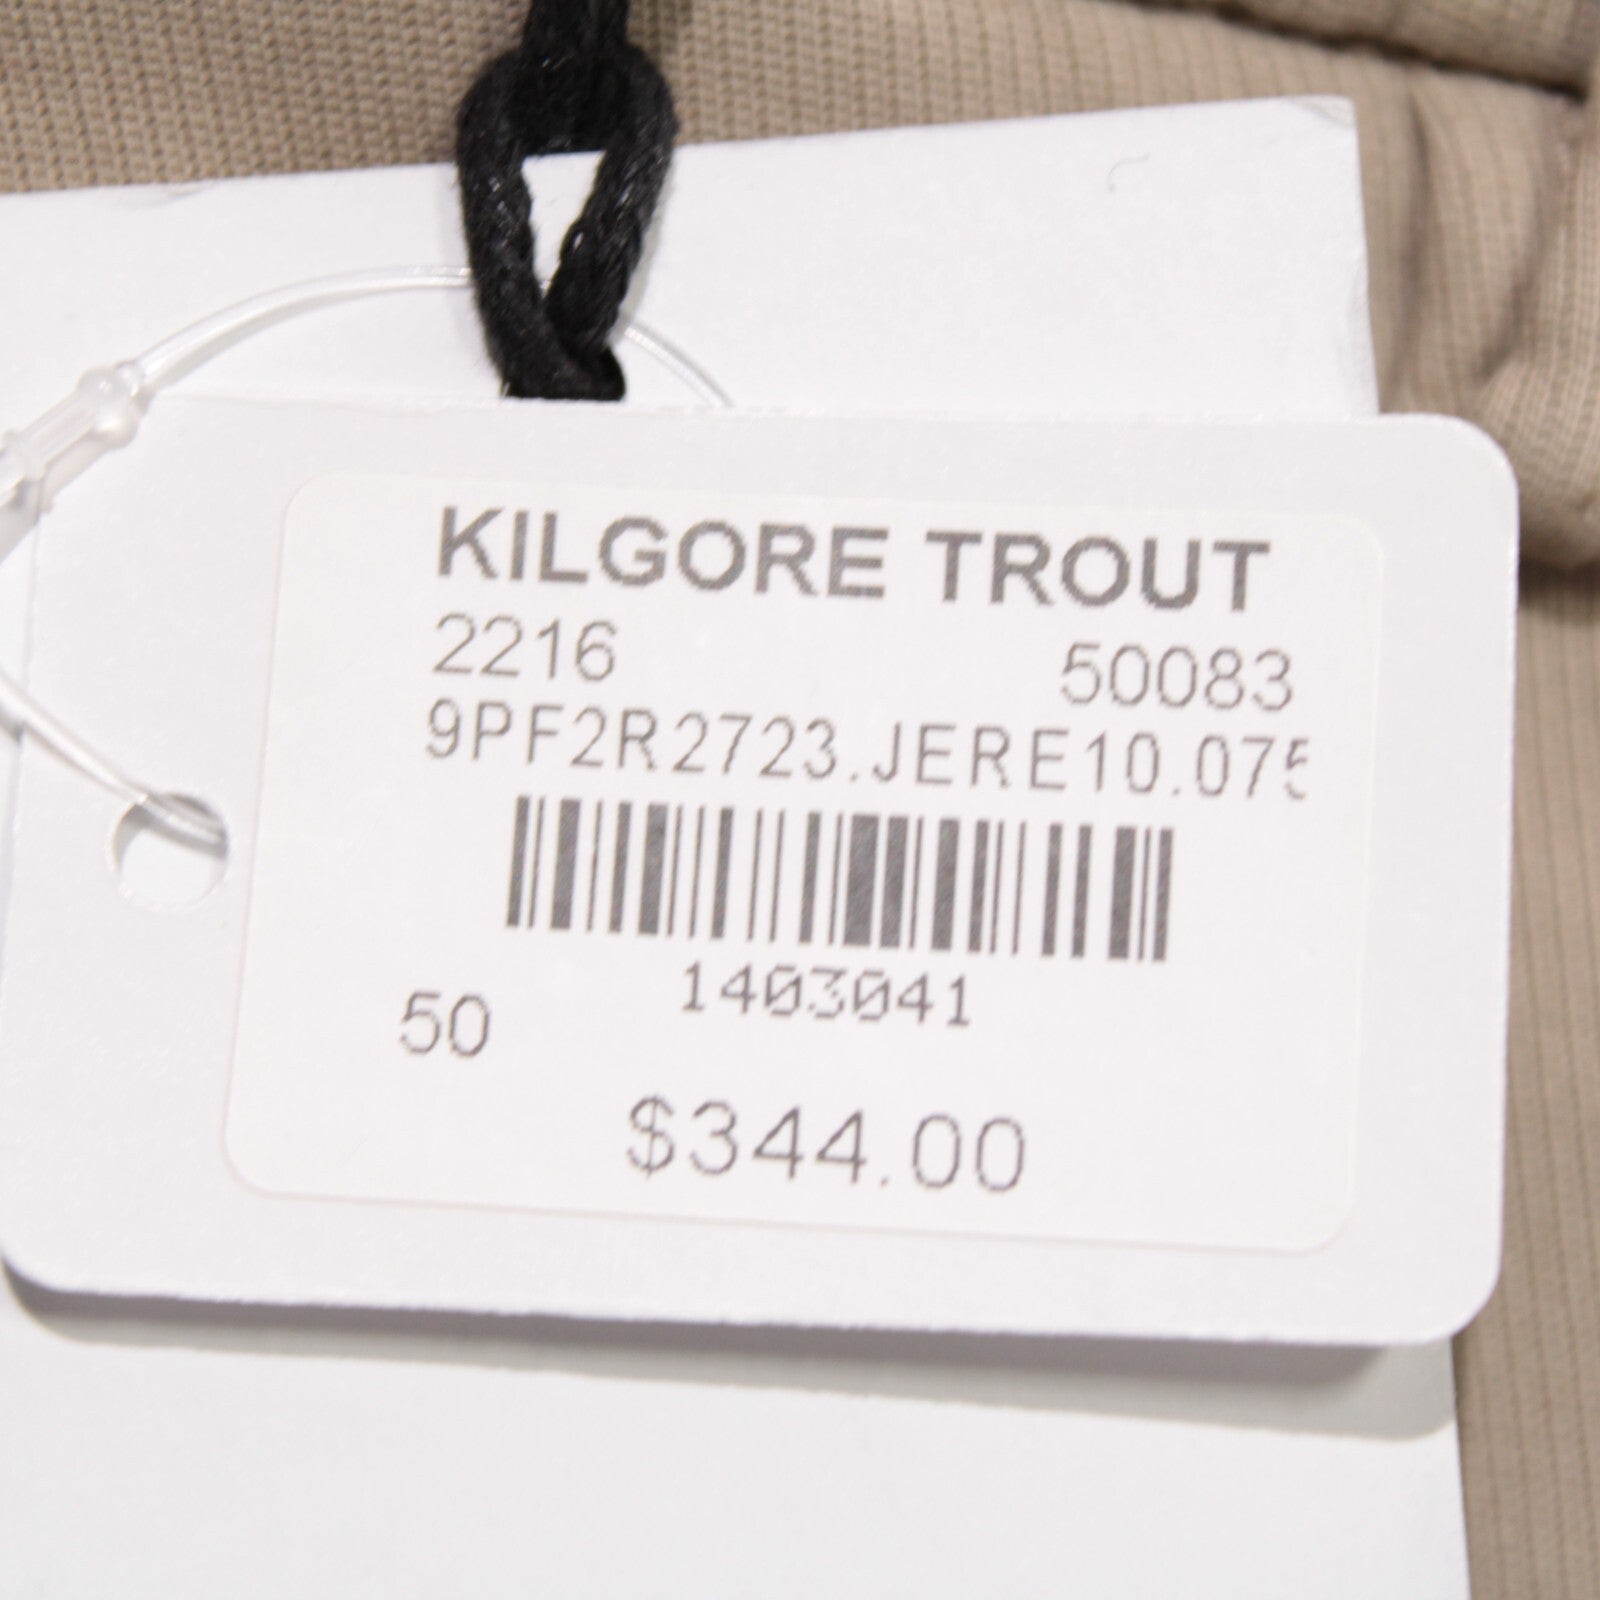 KILGORE TROUT
2216 50083
9PF2R2723.JERE10.075
1403041
50
$344.00